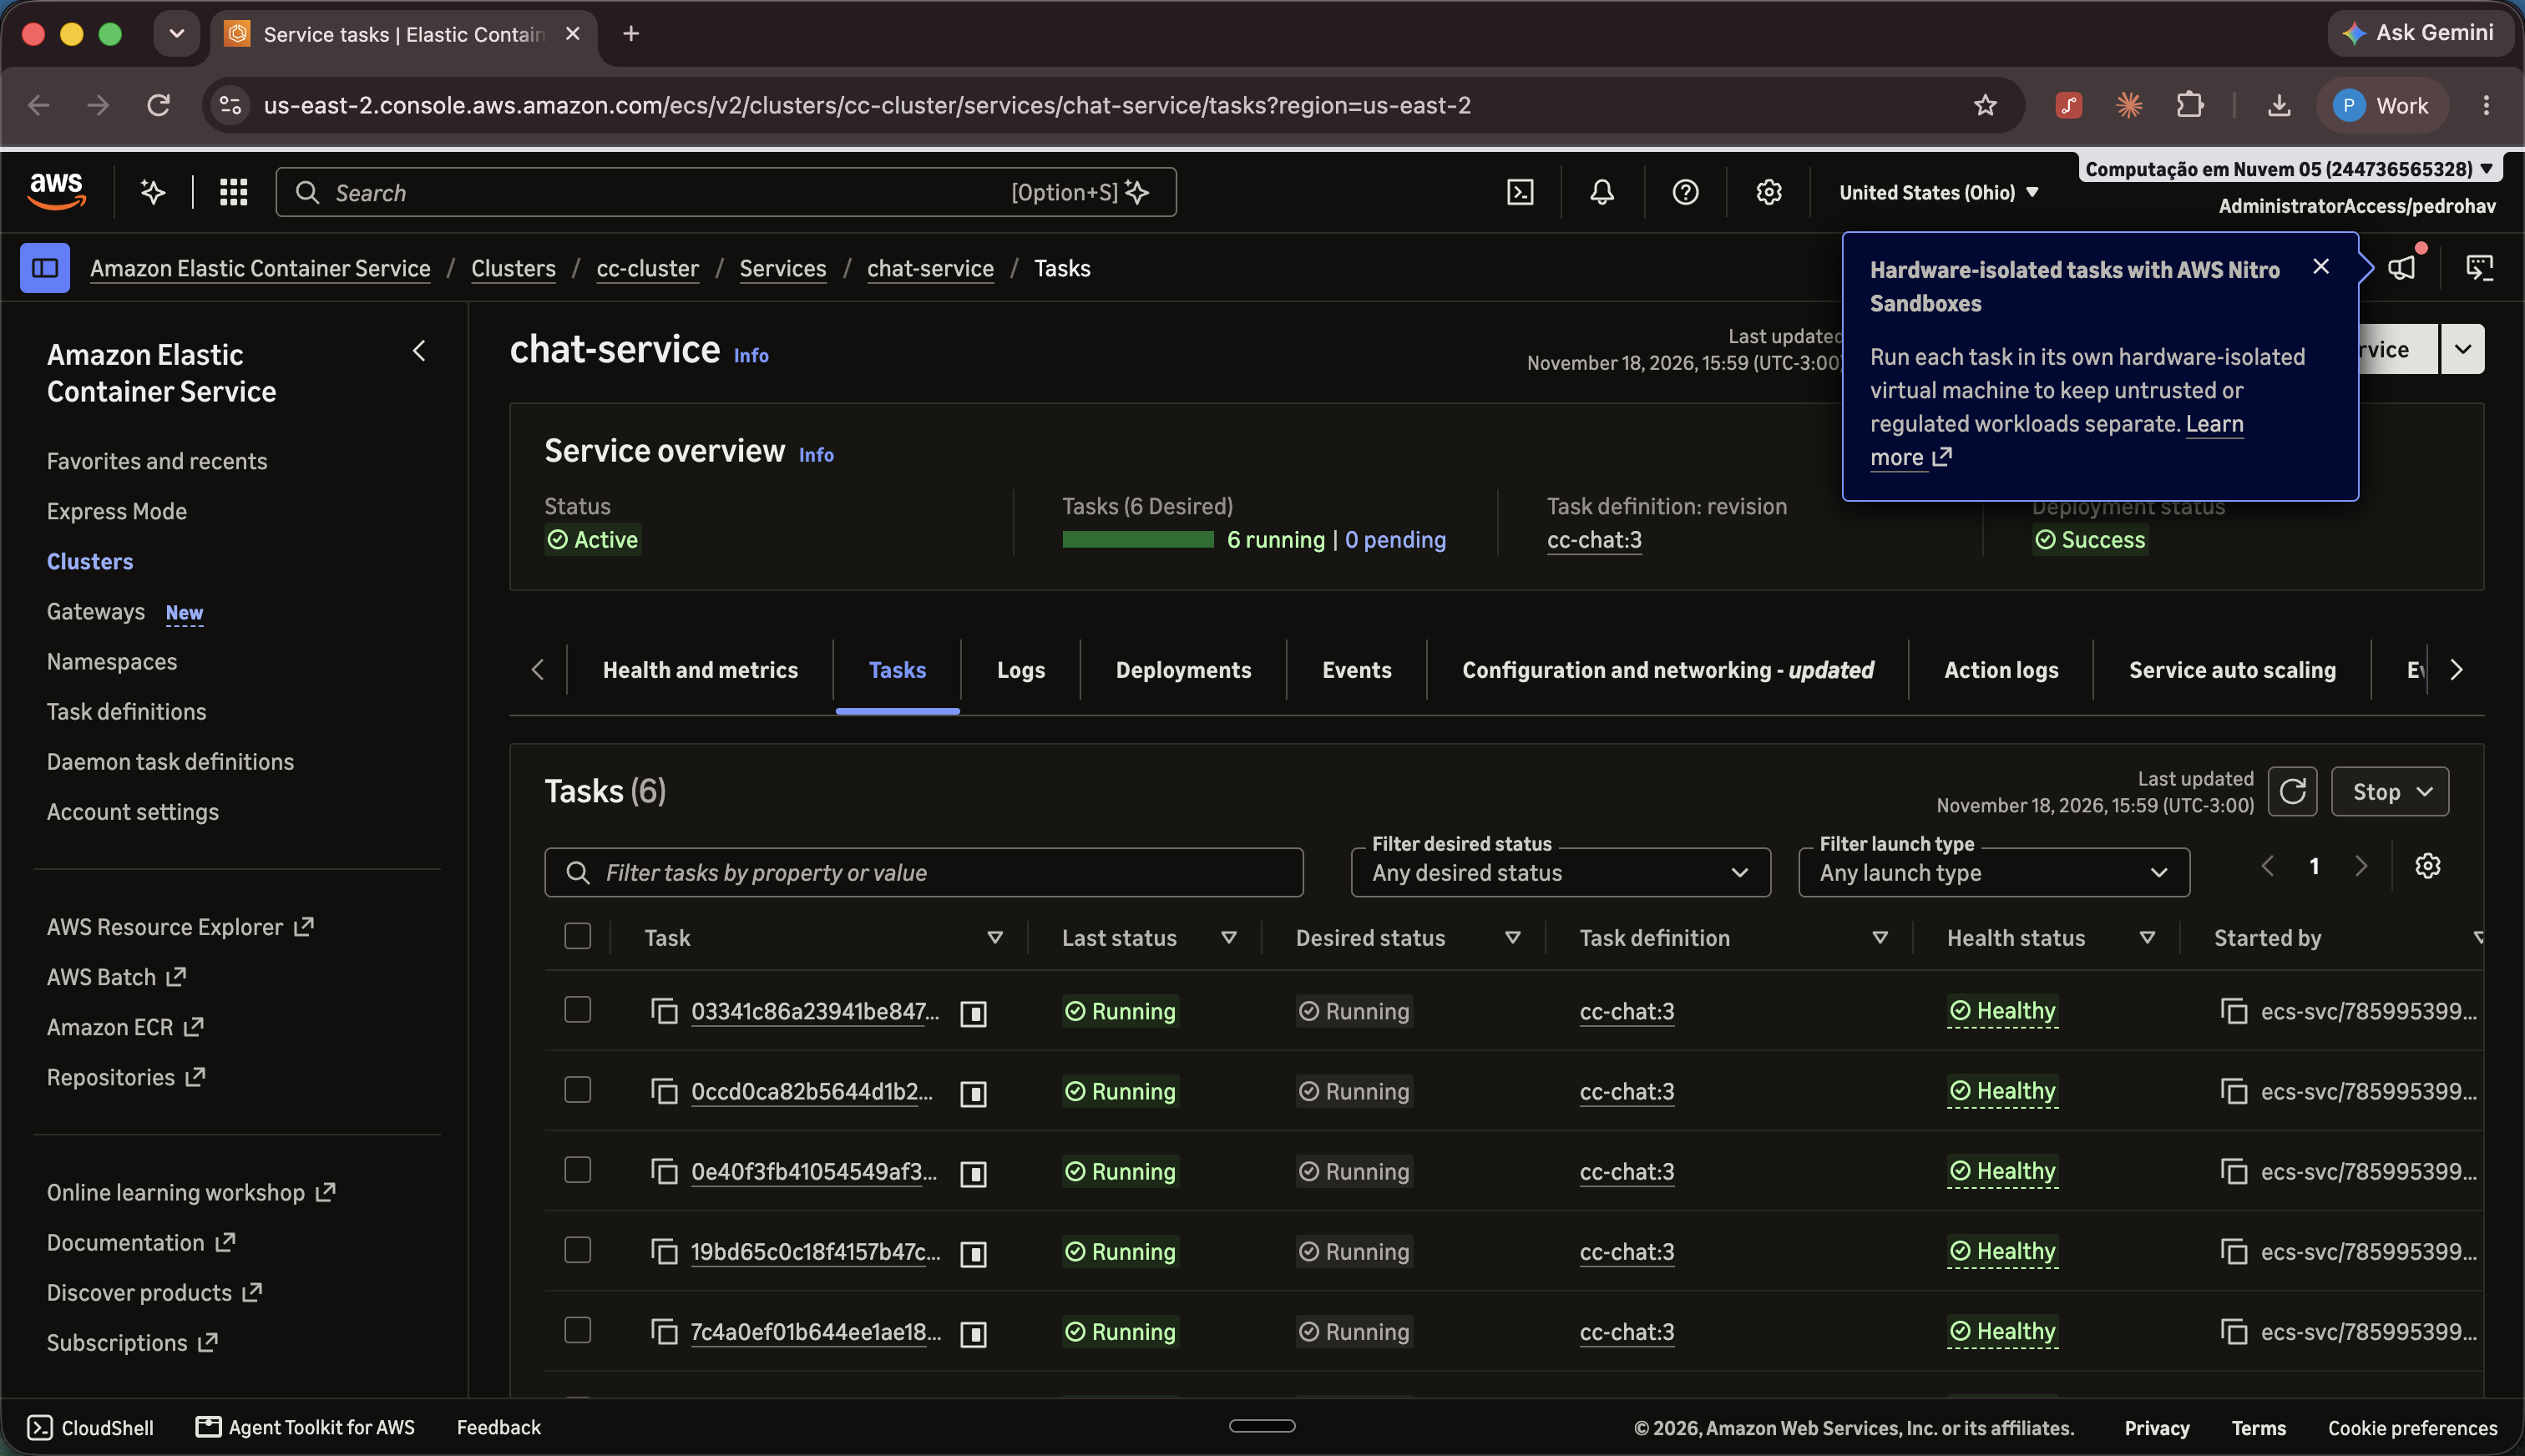 Service tasks | Elastic Contain
Ask Gemini
us-east-2.console.aws.amazon.com/ecs/v2/clusters/cc-cluster/services/chat-service/tasks?region=us-east-2
P
Work
aws
Search
[Option+S]
United States (Ohio)
Computação em Nuvem 05 (244736565328)
AdministratorAccess/pedrohav
Amazon Elastic Container Service / Clusters / cc-cluster / Services / chat-service / Tasks
Hardware-isolated tasks with AWS Nitro
Sandboxes
Run each task in its own hardware-isolated
virtual machine to keep untrusted or
regulated workloads separate. Learn
more
Amazon Elastic
Container Service
Favorites and recents
Express Mode
Clusters
Gateways New
Namespaces
Task definitions
Daemon task definitions
Account settings
AWS Resource Explorer
AWS Batch
Amazon ECR
Repositories
Online learning workshop
Documentation
Discover products
Subscriptions
chat-service Info
Last updated
November 18, 2026, 15:59 (UTC-3:00)
rvice
Service overview Info
Status
Active
Tasks (6 Desired)
6 running | 0 pending
Task definition: revision
cc-chat:3
Deployment status
Success
Health and metrics
Tasks
Logs
Deployments
Events
Configuration and networking - updated
Action logs
Service auto scaling
Tasks (6)
Last updated
November 18, 2026, 15:59 (UTC-3:00)
Stop
Filter tasks by property or value
Filter desired status
Any desired status
Filter launch type
Any launch type
1
Task Last status Desired status Task definition Health status Started by
03341c86a23941be847... Running Running cc-chat:3 Healthy ecs-svc/785995399...
0ccd0ca82b5644d1b2... Running Running cc-chat:3 Healthy ecs-svc/785995399...
0e40f3fb41054549af3... Running Running cc-chat:3 Healthy ecs-svc/785995399...
19bd65c0c18f4157b47c... Running Running cc-chat:3 Healthy ecs-svc/785995399...
7c4a0ef01b644ee1ae18... Running Running cc-chat:3 Healthy ecs-svc/785995399...
CloudShell
Agent Toolkit for AWS
Feedback
© 2026, Amazon Web Services, Inc. or its affiliates.
Privacy
Terms
Cookie preferences